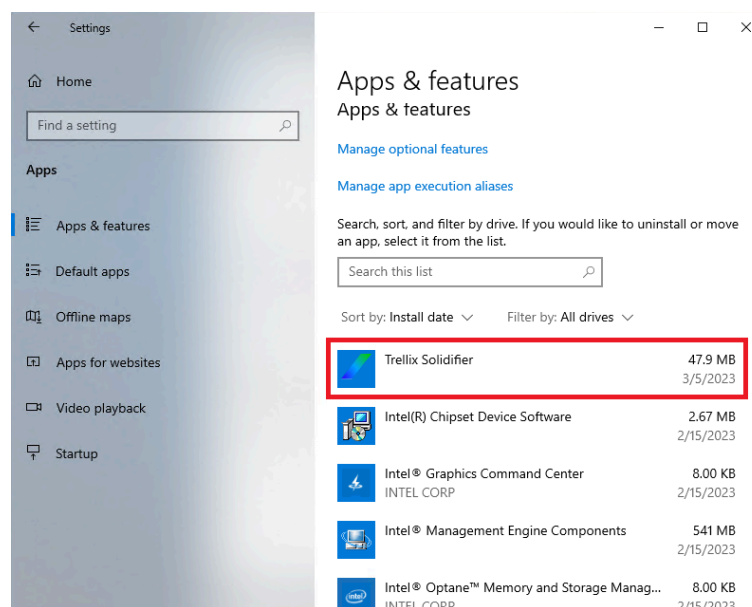 Settings
Home
Find a setting
Apps
Apps & features
Default apps
Offline maps
Apps for websites
Video playback
Startup
Apps & features
Apps & features
Manage optional features
Manage app execution aliases
Search, sort, and filter by drive. If you would like to uninstall or move
an app, select it from the list.
Search this list
Sort by: Install date Filter by: All drives
Trellix Solidifier 47.9 MB
3/5/2023
Intel(R) Chipset Device Software 2.67 MB
2/15/2023
Intel® Graphics Command Center 8.00 KB
INTEL CORP 2/15/2023
Intel® Management Engine Components 541 MB
2/15/2023
Intel® Optane™ Memory and Storage Manag... 8.00 KB
INTEL CORP 2/15/2023